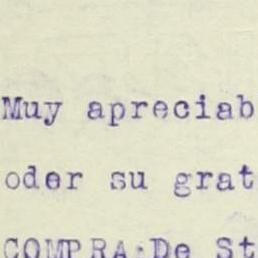 Muy apreciab
oder su grat
COMPRA.De St